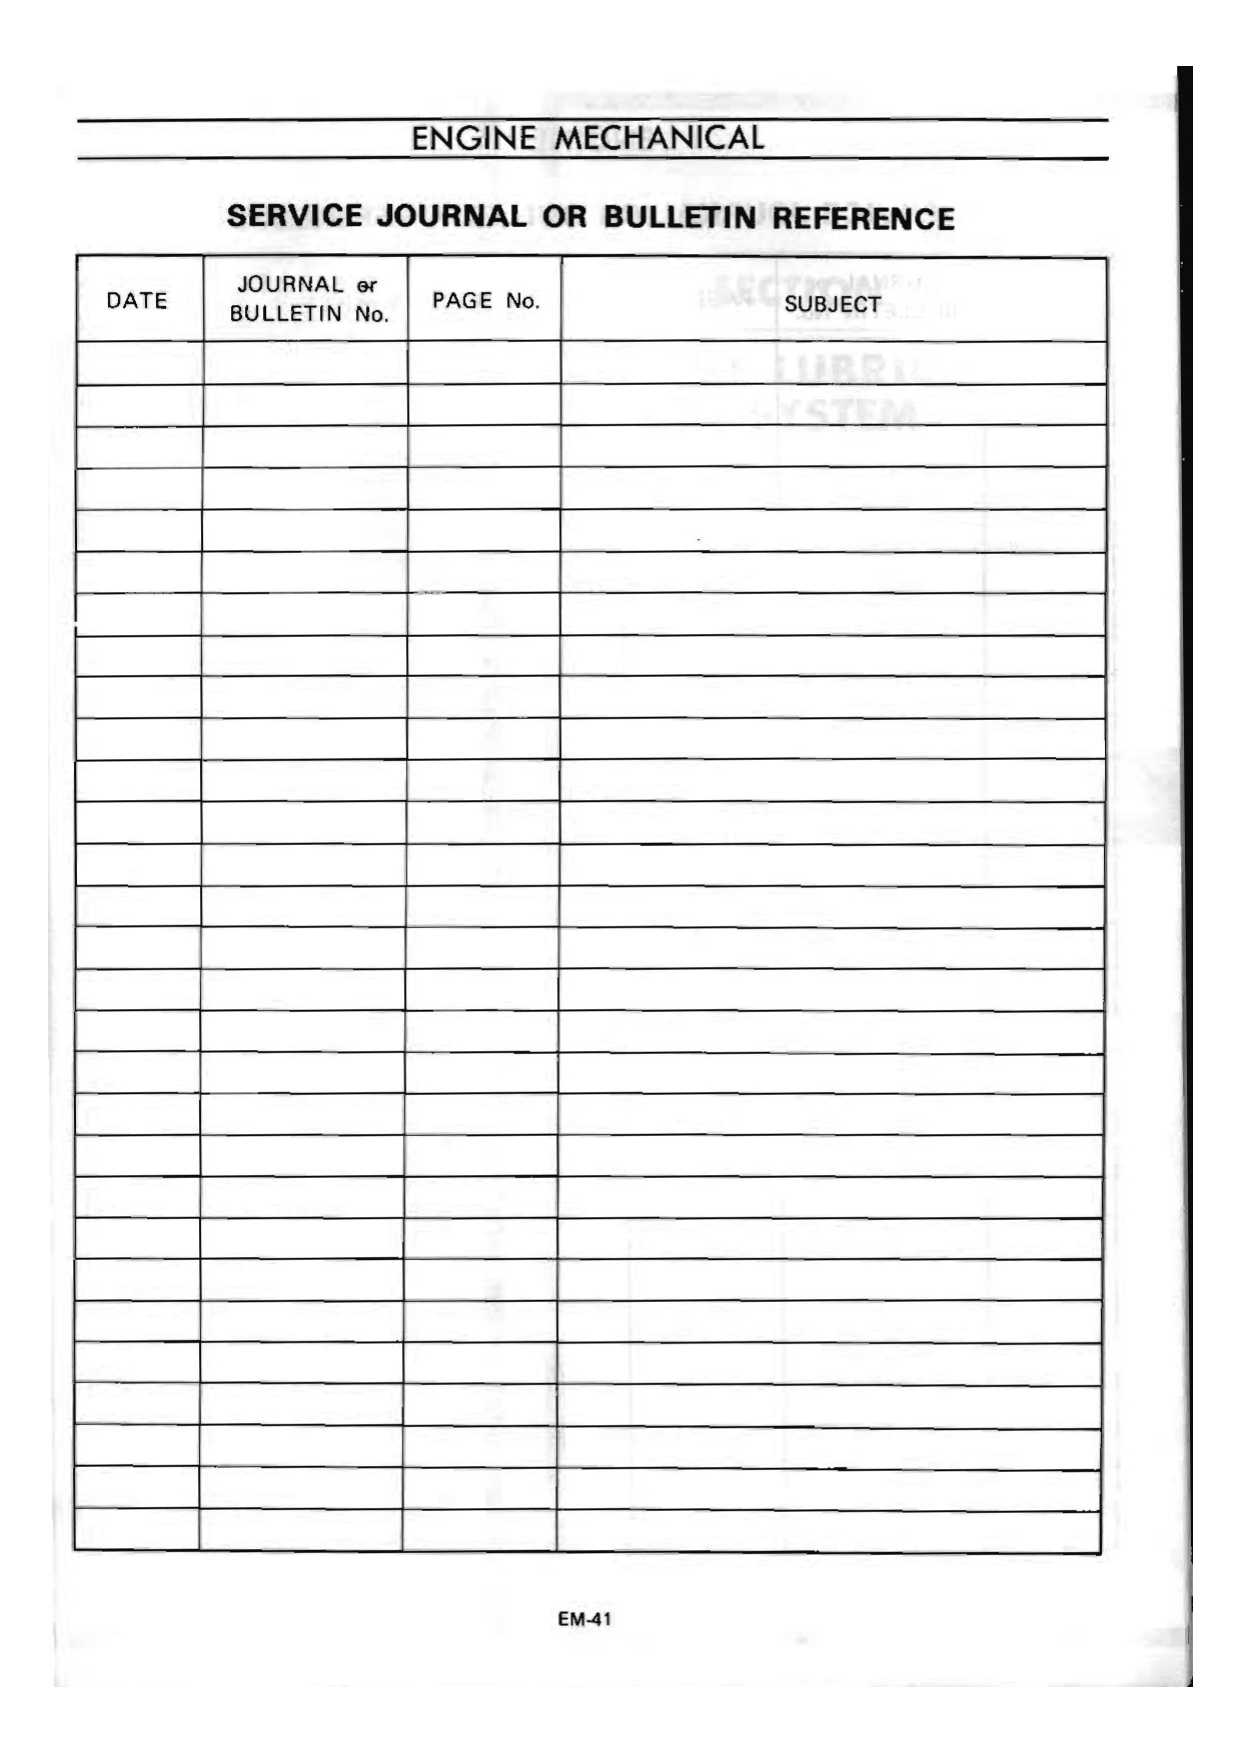 ENGINE MECHANICAL
SERVICE JOURNAL OR BULLETIN REFERENCE
DATE
JOURNAL or
BULLETIN No.
PAGE No.
SUBJECT
EM-41